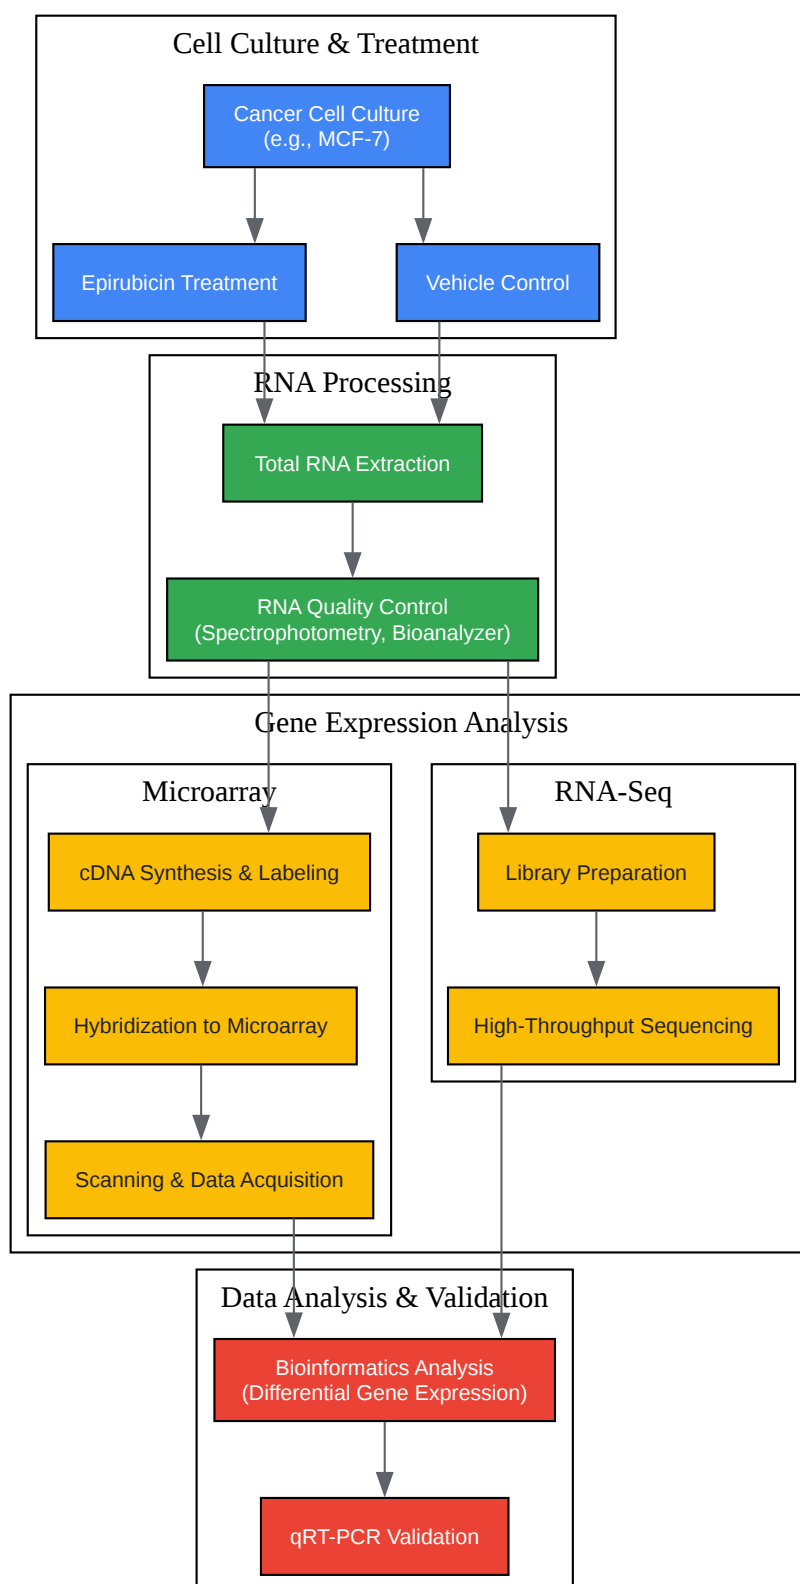 Cell Culture & Treatment
Cancer Cell Culture
(e.g., MCF-7)
Epirubicin Treatment
Vehicle Control
RNA Processing
Total RNA Extraction
RNA Quality Control
(Spectrophotometry, Bioanalyzer)
Gene Expression Analysis
Microarray
cDNA Synthesis & Labeling
Hybridization to Microarray
Scanning & Data Acquisition
RNA-Seq
Library Preparation
High-Throughput Sequencing
Data Analysis & Validation
Bioinformatics Analysis
(Differential Gene Expression)
qRT-PCR Validation